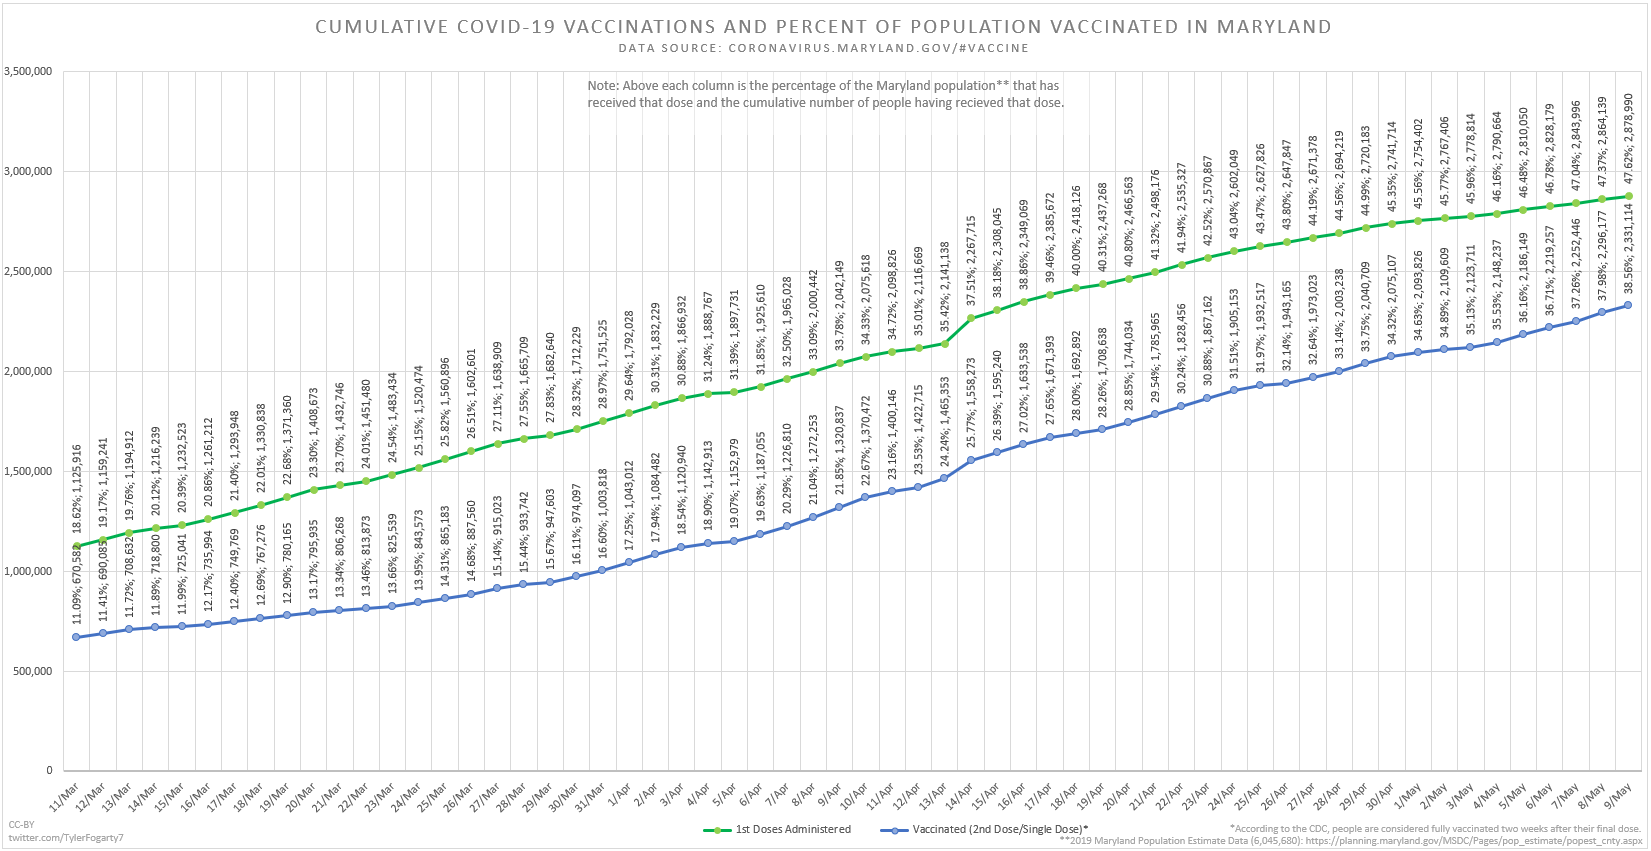 CUMULATIVE COVID-19 VACCINATIONS AND PERCENT OF POPULATION VACCINATED IN MARYLAND
DATA SOURCE: CORONAVIRUS.MARYLAND.GOV/#VACCINE
Note: Above each column is the percentage of the Maryland population** that has
received that dose and the cumulative number of people having recieved that dose.
3,500,000
3,000,000
2,500,000
2,000,000
1,500,000
1,000,000
500,000
0
18.62%; 1,125,916
19.17%; 1,159,241
19.76%; 1,194,912
20.12%; 1,216,239
20.39%; 1,232,523
20.86%; 1,261,212
21.40%; 1,293,948
22.01%; 1,330,838
22.68%; 1,371,360
23.30%; 1,408,673
23.70%; 1,432,746
24.01%; 1,451,480
24.54%; 1,483,434
25.15%; 1,520,474
25.82%; 1,560,896
26.51%; 1,602,601
27.11%; 1,638,909
27.55%; 1,665,709
27.83%; 1,682,640
28.32%; 1,712,229
28.97%; 1,751,525
29.64%; 1,792,028
30.31%; 1,832,229
30.88%; 1,866,932
31.24%; 1,888,767
31.39%; 1,897,731
31.85%; 1,925,610
32.50%; 1,965,028
33.09%; 2,000,442
33.78%; 2,042,149
34.33%; 2,075,618
34.72%; 2,098,826
35.01%; 2,116,669
35.42%; 2,141,138
37.51%; 2,267,715
38.18%; 2,308,045
38.86%; 2,349,069
39.46%; 2,385,672
40.00%; 2,418,126
40.31%; 2,437,268
40.80%; 2,466,563
41.32%; 2,498,176
41.94%; 2,535,327
42.52%; 2,570,867
43.04%; 2,602,049
43.47%; 2,627,826
43.80%; 2,647,847
44.19%; 2,671,378
44.56%; 2,694,219
44.99%; 2,720,183
45.35%; 2,741,714
45.56%; 2,754,402
45.77%; 2,767,406
45.96%; 2,778,814
46.16%; 2,790,664
46.48%; 2,810,050
46.78%; 2,828,179
47.04%; 2,843,996
47.37%; 2,864,139
47.62%; 2,878,990
11.09%; 670,582
11.41%; 690,085
11.72%; 708,632
11.89%; 718,800
11.99%; 725,041
12.17%; 735,994
12.40%; 749,769
12.69%; 767,276
12.90%; 780,165
13.17%; 795,935
13.34%; 806,268
13.46%; 813,873
13.66%; 825,539
13.95%; 843,573
14.31%; 865,183
14.68%; 887,560
15.14%; 915,023
15.44%; 933,742
15.67%; 947,603
16.11%; 974,097
16.60%; 1,003,818
17.25%; 1,043,012
17.94%; 1,084,482
18.54%; 1,120,940
18.90%; 1,142,913
19.07%; 1,152,979
19.63%; 1,187,055
20.29%; 1,226,810
21.04%; 1,272,253
21.85%; 1,320,837
22.67%; 1,370,472
23.16%; 1,400,146
23.53%; 1,422,715
24.24%; 1,465,353
25.77%; 1,558,273
26.39%; 1,595,240
27.02%; 1,633,538
27.65%; 1,671,393
28.00%; 1,692,892
28.26%; 1,708,638
28.85%; 1,744,034
29.54%; 1,785,965
30.24%; 1,828,456
30.88%; 1,867,162
31.51%; 1,905,153
31.97%; 1,932,517
32.14%; 1,943,165
32.64%; 1,973,023
33.14%; 2,003,238
33.75%; 2,040,709
34.32%; 2,075,107
34.63%; 2,093,826
34.89%; 2,109,609
35.13%; 2,123,711
35.53%; 2,148,237
36.16%; 2,186,149
36.71%; 2,219,257
37.26%; 2,252,446
37.98%; 2,296,177
38.56%; 2,331,114
11/Mar
12/Mar
13/Mar
14/Mar
15/Mar
16/Mar
17/Mar
18/Mar
19/Mar
20/Mar
21/Mar
22/Mar
23/Mar
24/Mar
25/Mar
26/Mar
27/Mar
28/Mar
29/Mar
30/Mar
31/Mar
1/Apr
2/Apr
3/Apr
4/Apr
5/Apr
6/Apr
7/Apr
8/Apr
9/Apr
10/Apr
11/Apr
12/Apr
13/Apr
14/Apr
15/Apr
16/Apr
17/Apr
18/Apr
19/Apr
20/Apr
21/Apr
22/Apr
23/Apr
24/Apr
25/Apr
26/Apr
27/Apr
28/Apr
29/Apr
30/Apr
1/May
2/May
3/May
4/May
5/May
6/May
7/May
8/May
9/May
CC-BY
twitter.com/TylerFogarty7
1st Doses Administered
Vaccinated (2nd Dose/Single Dose)*
*According to the CDC, people are considered fully vaccinated two weeks after their final dose.
**2019 Maryland Population Estimate Data (6,045,680): https://planning.maryland.gov/MSDC/Pages/pop_estimate/popest_cnty.aspx